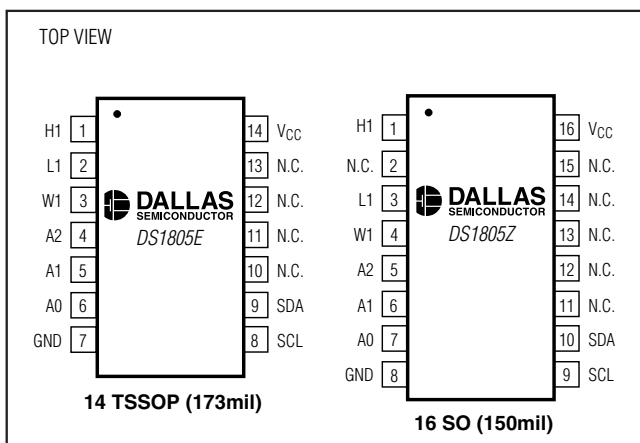 TOP VIEW
H1 1
L1 2
W1 3
A2 4
A1 5
A0 6
GND 7
DALLAS
SEMICONDUCTOR
DS1805E
14 VCC
13 N.C.
12 N.C.
11 N.C.
10 N.C.
9 SDA
8 SCL
14 TSSOP (173mil)
H1 1
N.C. 2
L1 3
W1 4
A2 5
A1 6
A0 7
GND 8
DALLAS
SEMICONDUCTOR
DS1805Z
16 VCC
15 N.C.
14 N.C.
13 N.C.
12 N.C.
11 N.C.
10 SDA
9 SCL
16 SO (150mil)